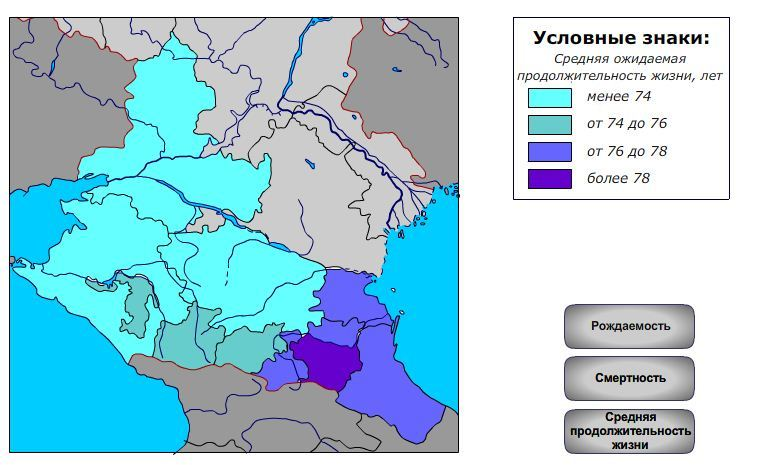 Условные знаки:
Средняя ожидаемая
продолжительность жизни, лет
менее 74
от 74 до 76
от 76 до 78
более 78
Рождаемость
Смертность
Средняя
продолжительность
жизни